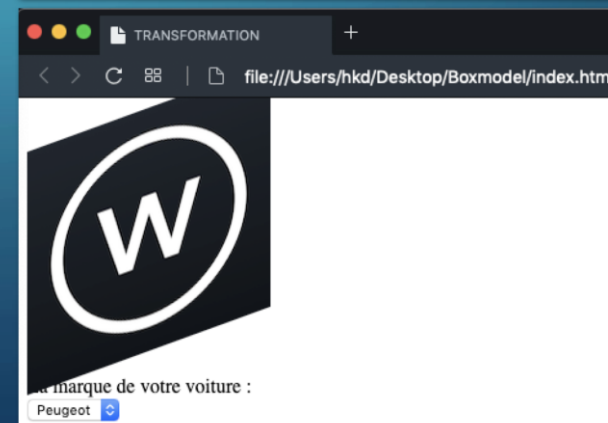 TRANSFORMATION
file:///Users/hkd/Desktop/Boxmodel/index.htm
W
marque de votre voiture :
Peugeot